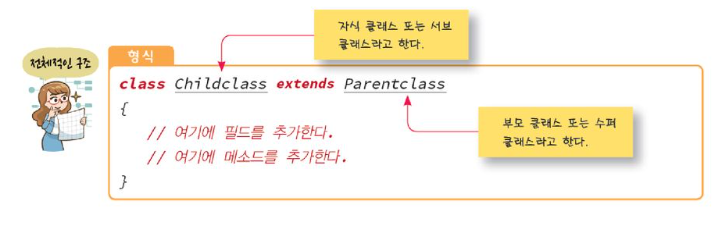 자식 클래스 또는 서브
클래스라고 한다.
전체적인 구조
형식
class Childclass extends Parentclass
{
// 여기에 필드를 추가한다.
// 여기에 메소드를 추가한다.
}
부모 클래스 또는 수퍼
클래스라고 한다.